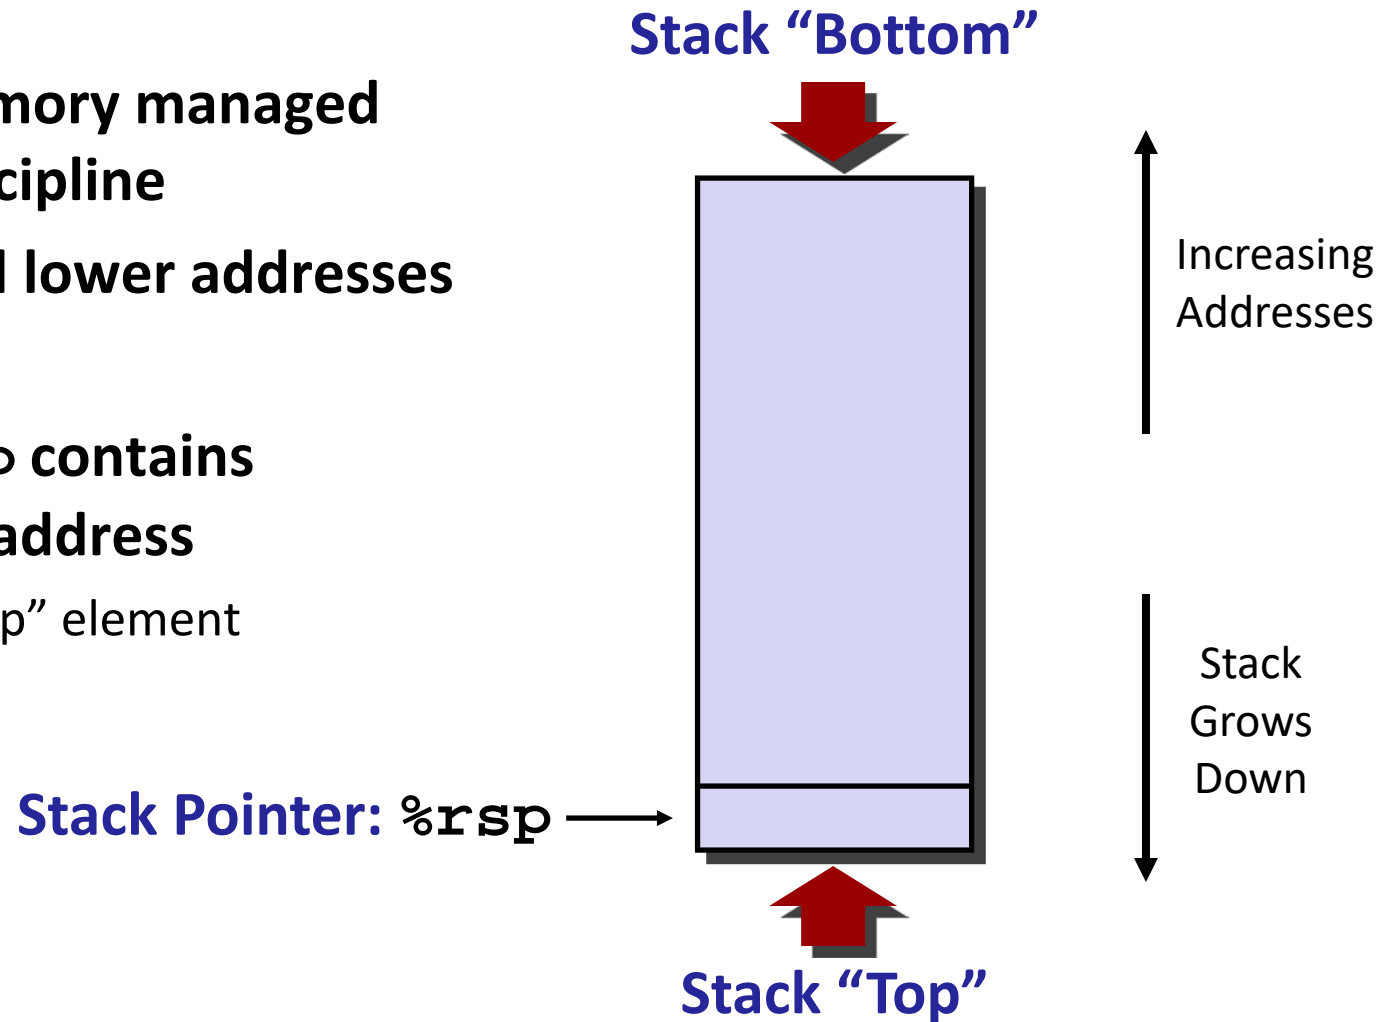 Stack “Bottom”
mory managed
cipline
lower addresses
contains
address
p” element
Increasing
Addresses
Stack
Grows
Down
Stack Pointer: %rsp
Stack “Top”